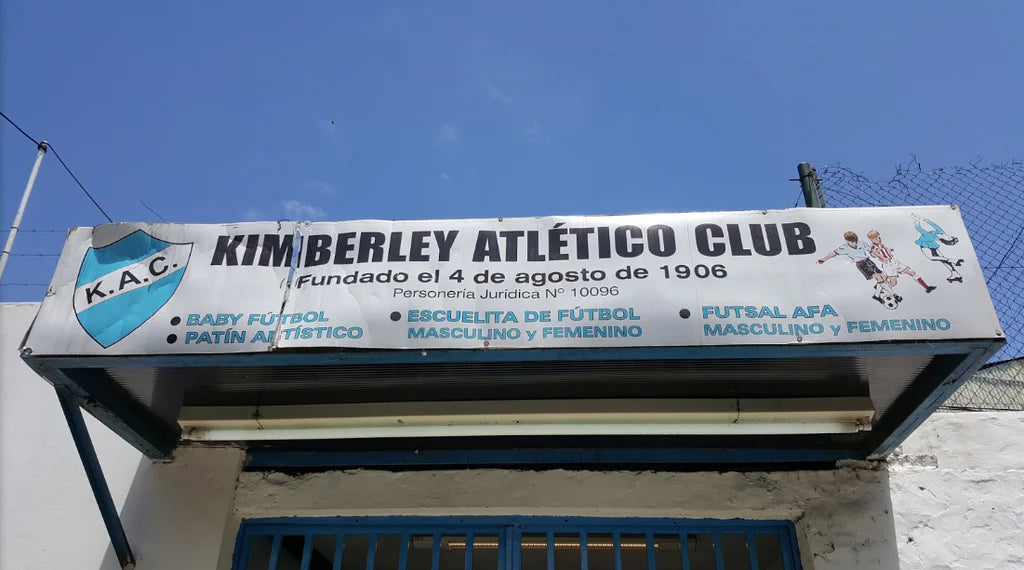 K.A.C.
KIMBERLEY ATLÉTICO CLUB
Fundado el 4 de agosto de 1906
Personería Jurídica Nº 10096
• BABY FÚTBOL
• PATÍN ARTÍSTICO
• ESCUELITA DE FÚTBOL
MASCULINO y FEMENINO
• FUTSAL AFA
MASCULINO y FEMENINO